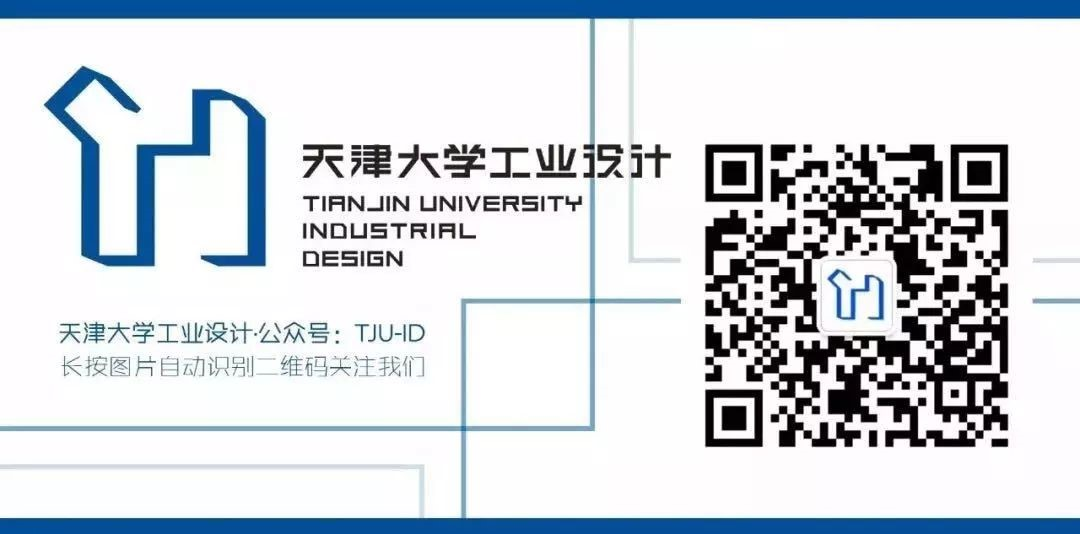 天津大学工业设计
TIANJIN UNIVERSITY
INDUSTRIAL
DESIGN
天津大学工业设计·公众号：TJU-ID
长按图片自动识别二维码关注我们